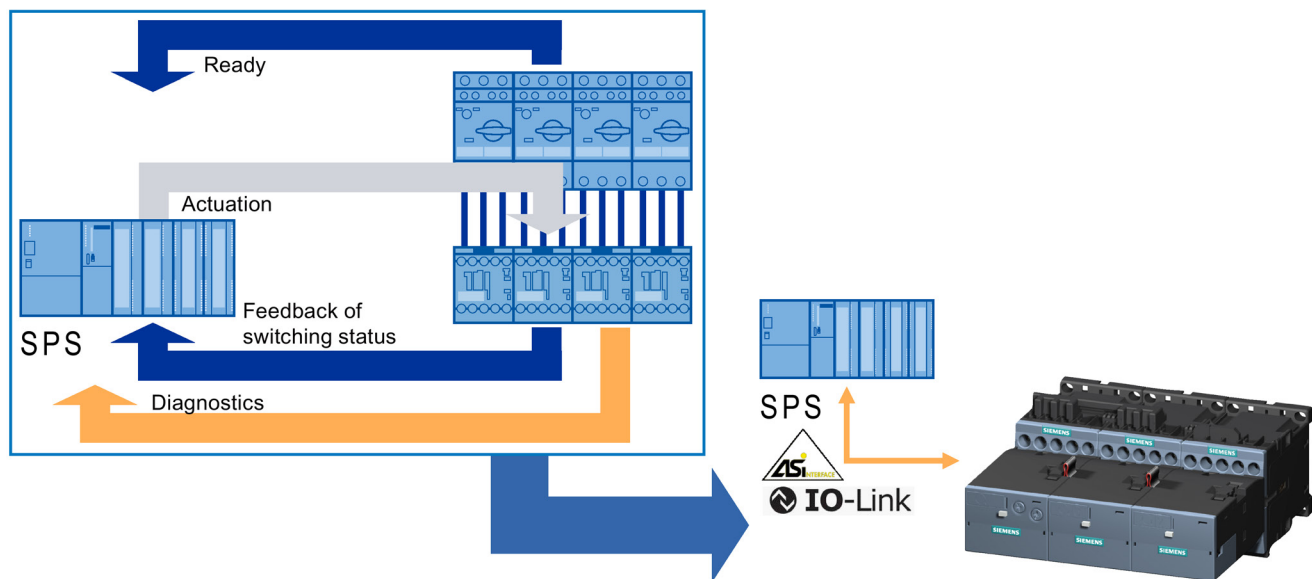 Ready
Actuation
Feedback of
switching status
SPS
Diagnostics
SPS
ASi
INTERFACE
IO-Link
SIEMENS
SIEMENS
SIEMENS
SIEMENS
SIEMENS
SIEMENS